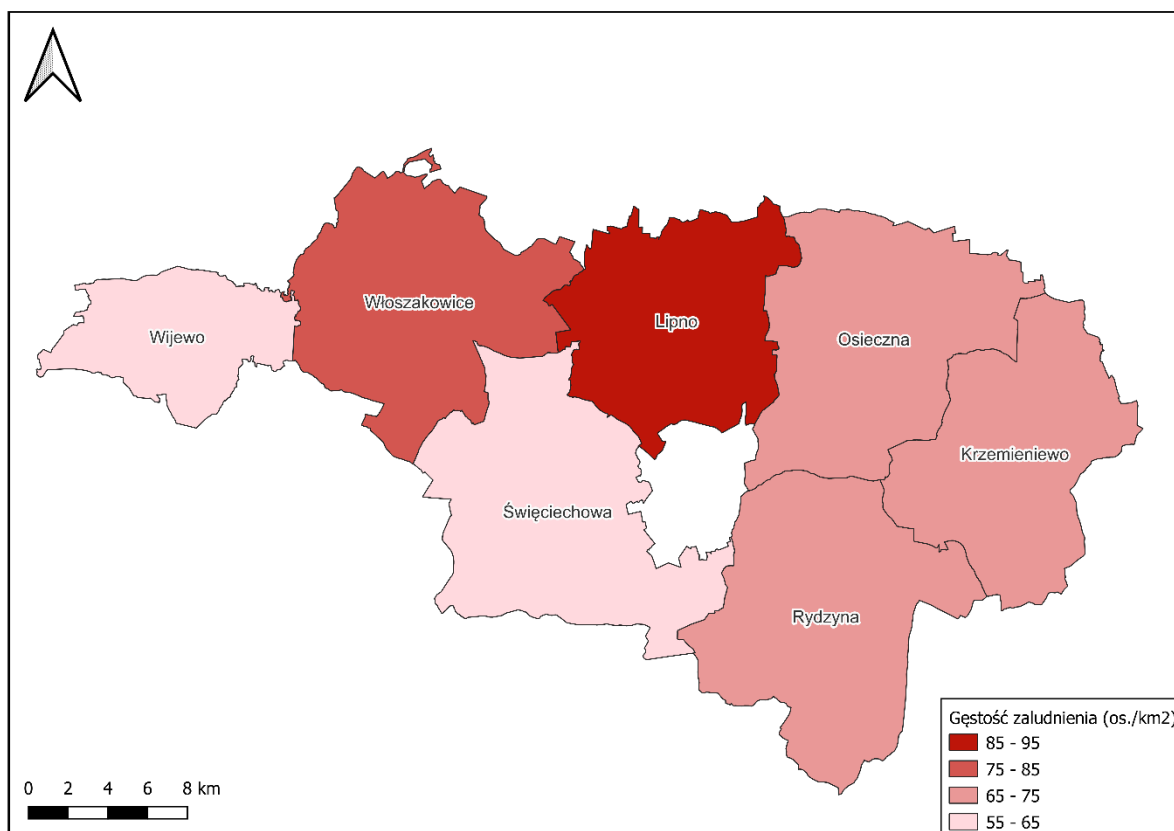 Włoszakowice
Lipno
Wijewo
Osieczna
Krzemieniewo
Święciechowa
Rydzyna
Gęstość zaludnienia (os./km2)
85 - 95
75 - 85
65 - 75
55 - 65
0 2 4 6 8 km